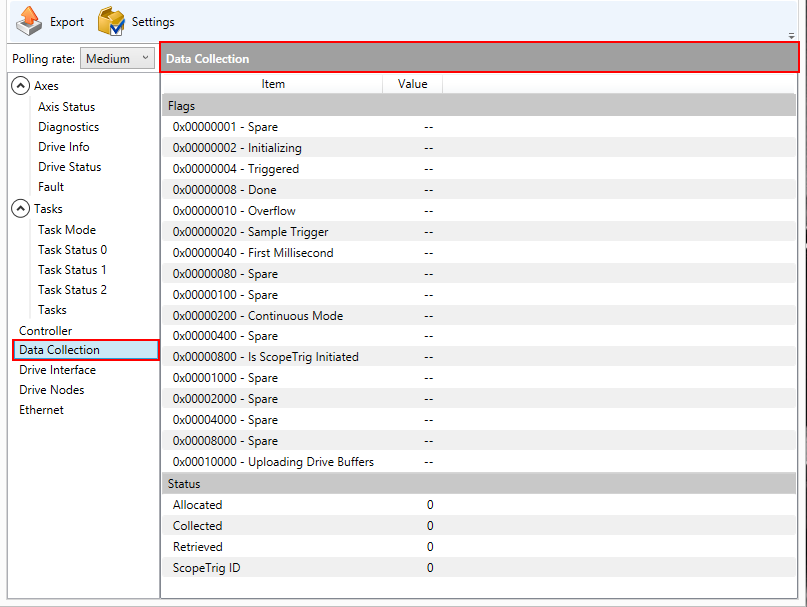 Export Settings
Polling rate: Medium
Axes
Axis Status
Diagnostics
Drive Info
Drive Status
Fault
Tasks
Task Mode
Task Status 0
Task Status 1
Task Status 2
Tasks
Controller
Data Collection
Drive Interface
Drive Nodes
Ethernet
Data Collection
Item Value
Flags
0x00000001 - Spare --
0x00000002 - Initializing --
0x00000004 - Triggered --
0x00000008 - Done --
0x00000010 - Overflow --
0x00000020 - Sample Trigger --
0x00000040 - First Millisecond --
0x00000080 - Spare --
0x00000100 - Spare --
0x00000200 - Continuous Mode --
0x00000400 - Spare --
0x00000800 - Is ScopeTrig Initiated --
0x00001000 - Spare --
0x00002000 - Spare --
0x00004000 - Spare --
0x00008000 - Spare --
0x00010000 - Uploading Drive Buffers --
Status
Allocated 0
Collected 0
Retrieved 0
ScopeTrig ID 0